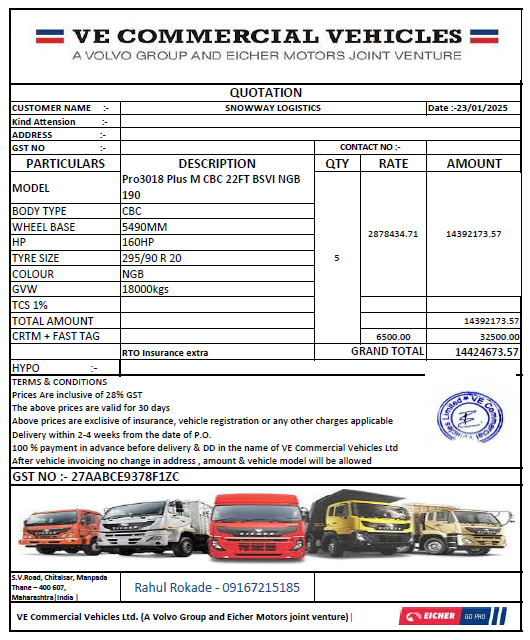 VE COMMERCIAL VEHICLES
A VOLVO GROUP AND EICHER MOTORS JOINT VENTURE
QUOTATION
CUSTOMER NAME :- SNOWWAY LOGISTICS Date :-23/01/2025
Kind Attension :-
ADDRESS :-
GST NO :- CONTACT NO :-
PARTICULARS DESCRIPTION QTY RATE AMOUNT
MODEL Pro3018 Plus M CBC 22FT BSVI NGB
190
BODY TYPE CBC
WHEEL BASE 5490MM 2878434.71 14392173.57
HP 160HP
TYRE SIZE 295/90 R 20 5
COLOUR NGB
GVW 18000kgs
TCS 1%
TOTAL AMOUNT 14392173.57
CRTM + FAST TAG 6500.00 32500.00
RTO Insurance extra GRAND TOTAL 14424673.57
HYPO :-
TERMS & CONDITIONS
Prices Are inclusive of 28% GST
The above prices are valid for 30 days
Above prices are exclusive of insurance, vehicle registration or any other charges applicable
Delivery within 2-4 weeks from the date of P.O.
100 % payment in advance before delivery & DD in the name of VE Commercial Vehicles Ltd
After vehicle invoicing no change in address , amount & vehicle model will be allowed
VE Commercial Vehicles Limited
GST NO :- 27AABCE9378F1ZC
S.V.Road, Chitalsar, Manpada
Thane – 400 607,
Maharashtra|India |
Rahul Rokade - 09167215185
VE Commercial Vehicles Ltd. (A Volvo Group and Eicher Motors joint venture)|
EICHER GO PRO